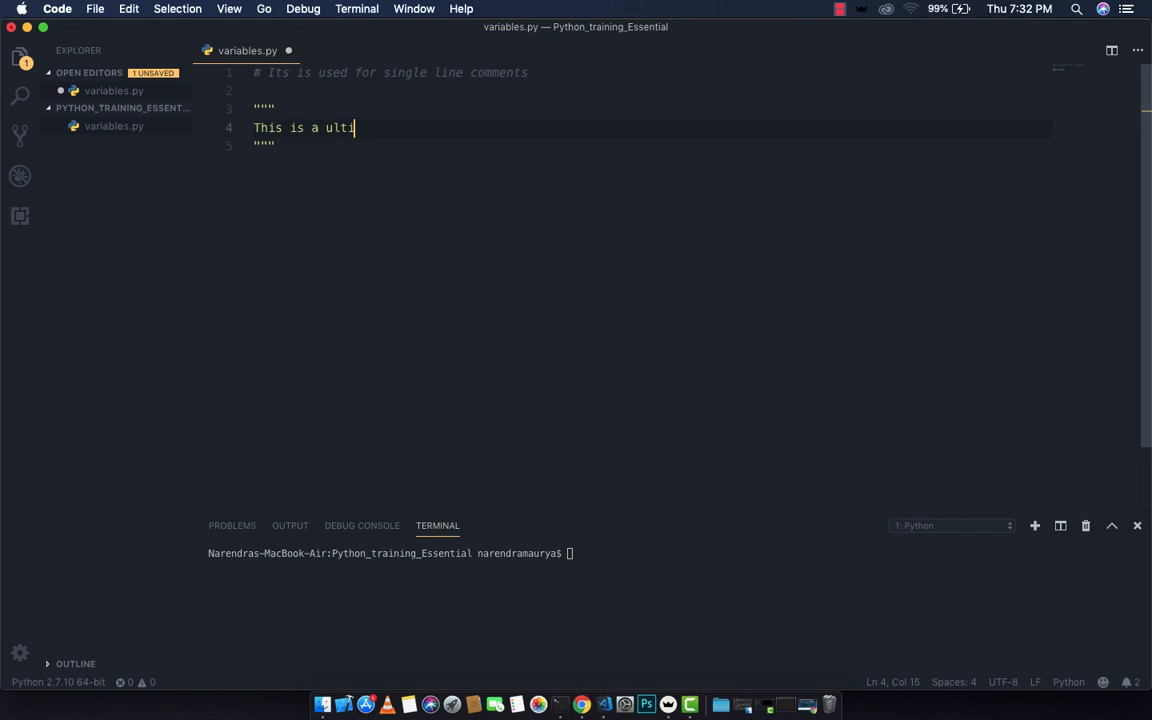 Code File Edit Selection View Go Debug Terminal Window Help 99% Thu 7:32 PM
variables.py — Python_training_Essential
EXPLORER variables.py
1
OPEN EDITORS 1 UNSAVED
variables.py
PYTHON_TRAINING_ESSENT...
variables.py
1 # Its is used for single line comments
2
3 """
4 This is a ulti
5 """
PROBLEMS OUTPUT DEBUG CONSOLE TERMINAL 1: Python
Narendras-MacBook-Air:Python_training_Essential narendramaurya$
OUTLINE
Python 2.7.10 64-bit 0 0 Ln 4, Col 15 Spaces: 4 UTF-8 LF Python 2
Ps